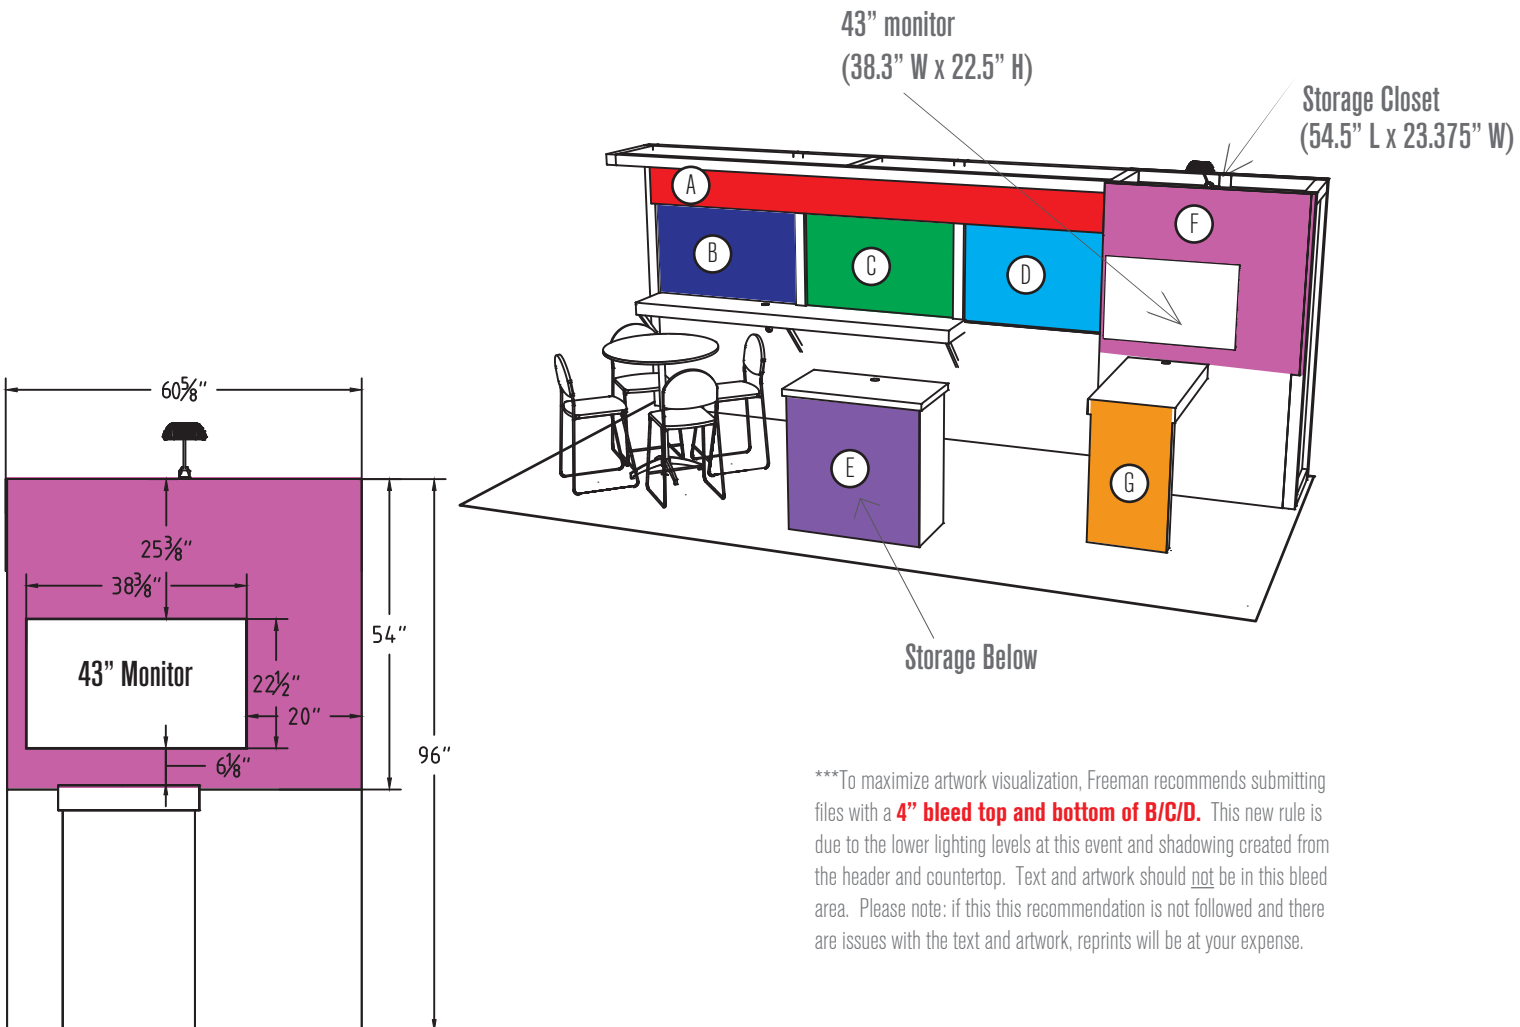 43” monitor
(38.3” W x 22.5” H)
Storage Closet
(54.5” L x 23.375” W)
A
B
C
D
F
E
G
Storage Below
60⅝”
25⅜”
38⅜”
54”
43” Monitor
22½”
20”
96”
6⅛”
***To maximize artwork visualization, Freeman recommends submitting
files with a 4” bleed top and bottom of B/C/D. This new rule is
due to the lower lighting levels at this event and shadowing created from
the header and countertop. Text and artwork should not be in this bleed
area. Please note: if this this recommendation is not followed and there
are issues with the text and artwork, reprints will be at your expense.